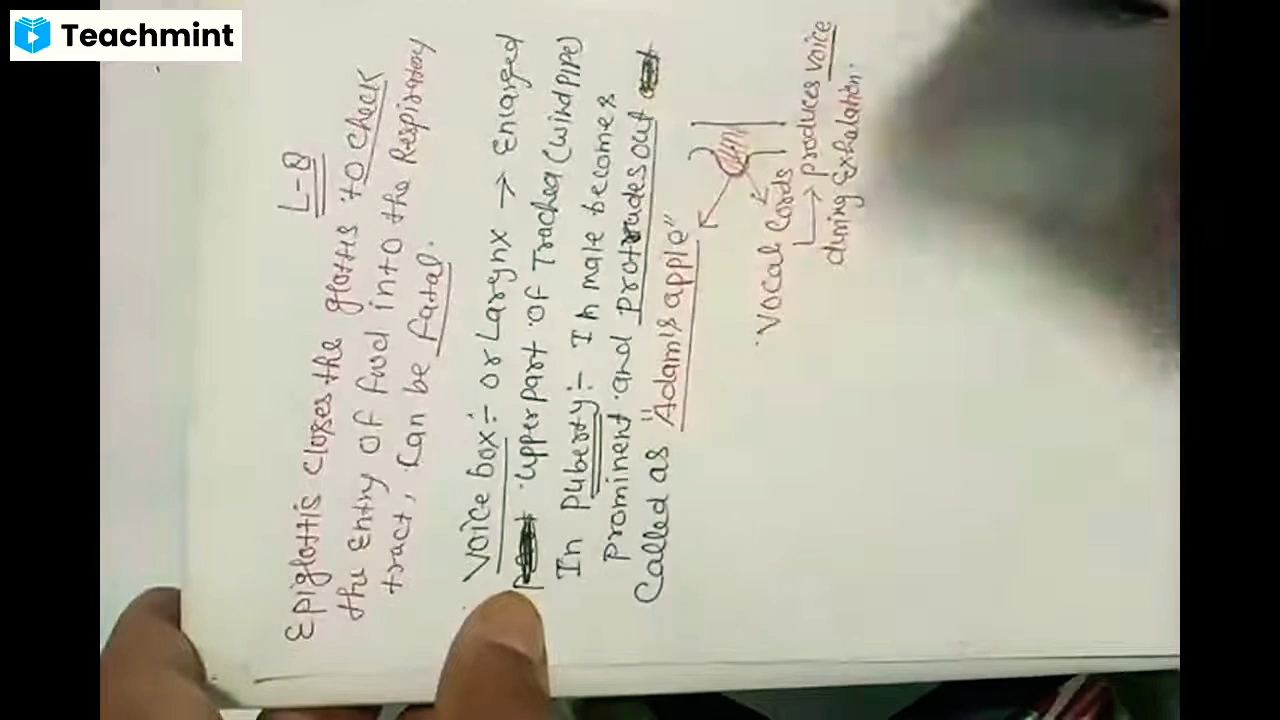 Teachmint
L-8
Epiglottis closes the glottis to check
the entry of food into the Respiratory
tract, can be fatal.
Voice box:- or Larynx → Enlarged
upper part of Trachea (wind pipe)
In puberty:- In male becomes
prominent and protrudes out
called as "Adam's apple"
vocal cords
↳ produces voice
during exhalation.